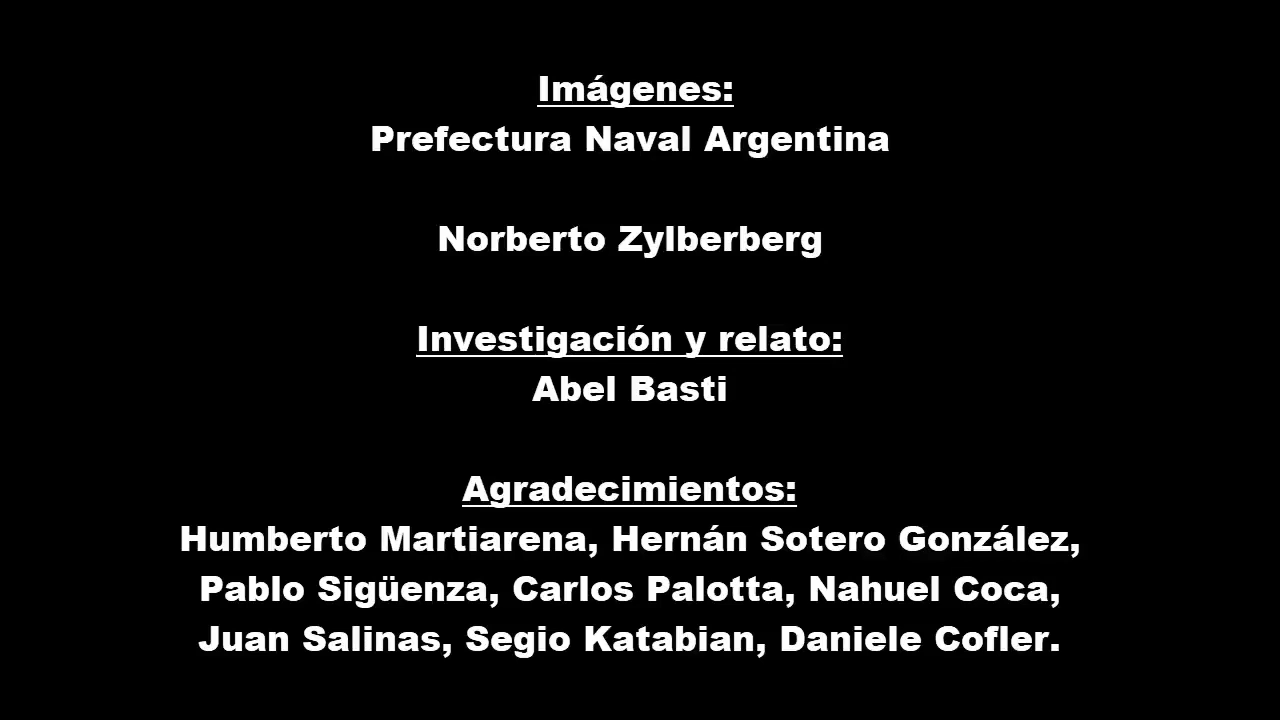 Imágenes:
Prefectura Naval Argentina
Norberto Zylberberg
Investigación y relato:
Abel Basti
Agradecimientos:
Humberto Martiarena, Hernán Sotero González,
Pablo Sigüenza, Carlos Palotta, Nahuel Coca,
Juan Salinas, Segio Katabian, Daniele Cofler.